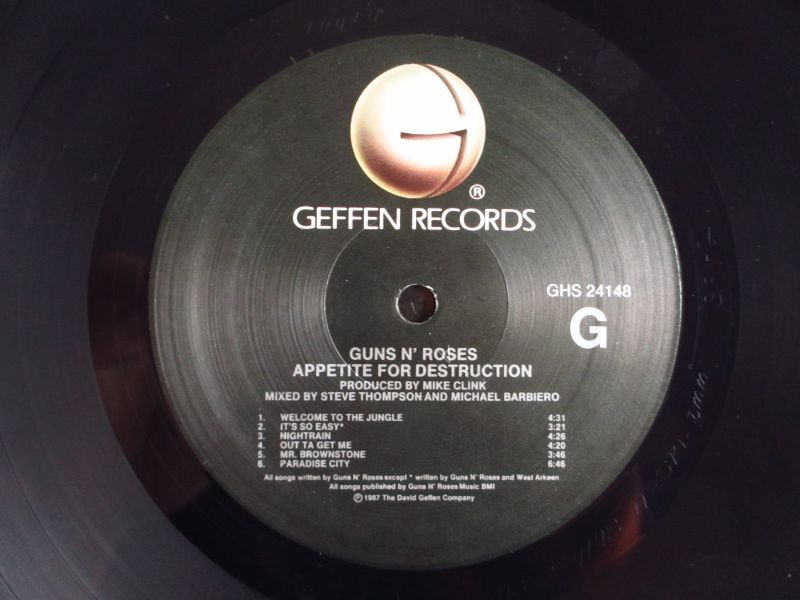 ®
GEFFEN RECORDS
GHS 24148
G
GUNS N' ROSES
APPETITE FOR DESTRUCTION
PRODUCED BY MIKE CLINK
MIXED BY STEVE THOMPSON AND MICHAEL BARBIERO
1. WELCOME TO THE JUNGLE 4:31
2. IT'S SO EASY* 3:21
3. NIGHTRAIN 4:26
4. OUT TA GET ME 4:20
5. MR. BROWNSTONE 3:46
6. PARADISE CITY 6:46
All songs written by Guns N' Roses except * written by Guns N' Roses and West Arkeen
All songs published by Guns N' Roses Music BMI
℗ 1987 The David Geffen Company